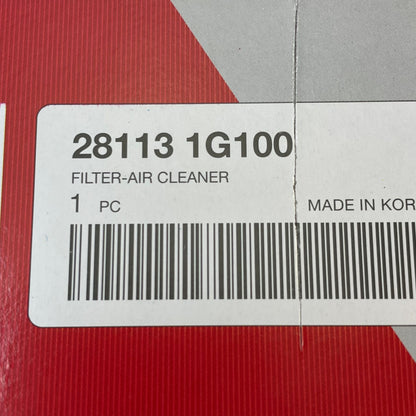 28113 1G100
FILTER-AIR CLEANER
1 PC
MADE IN KOR